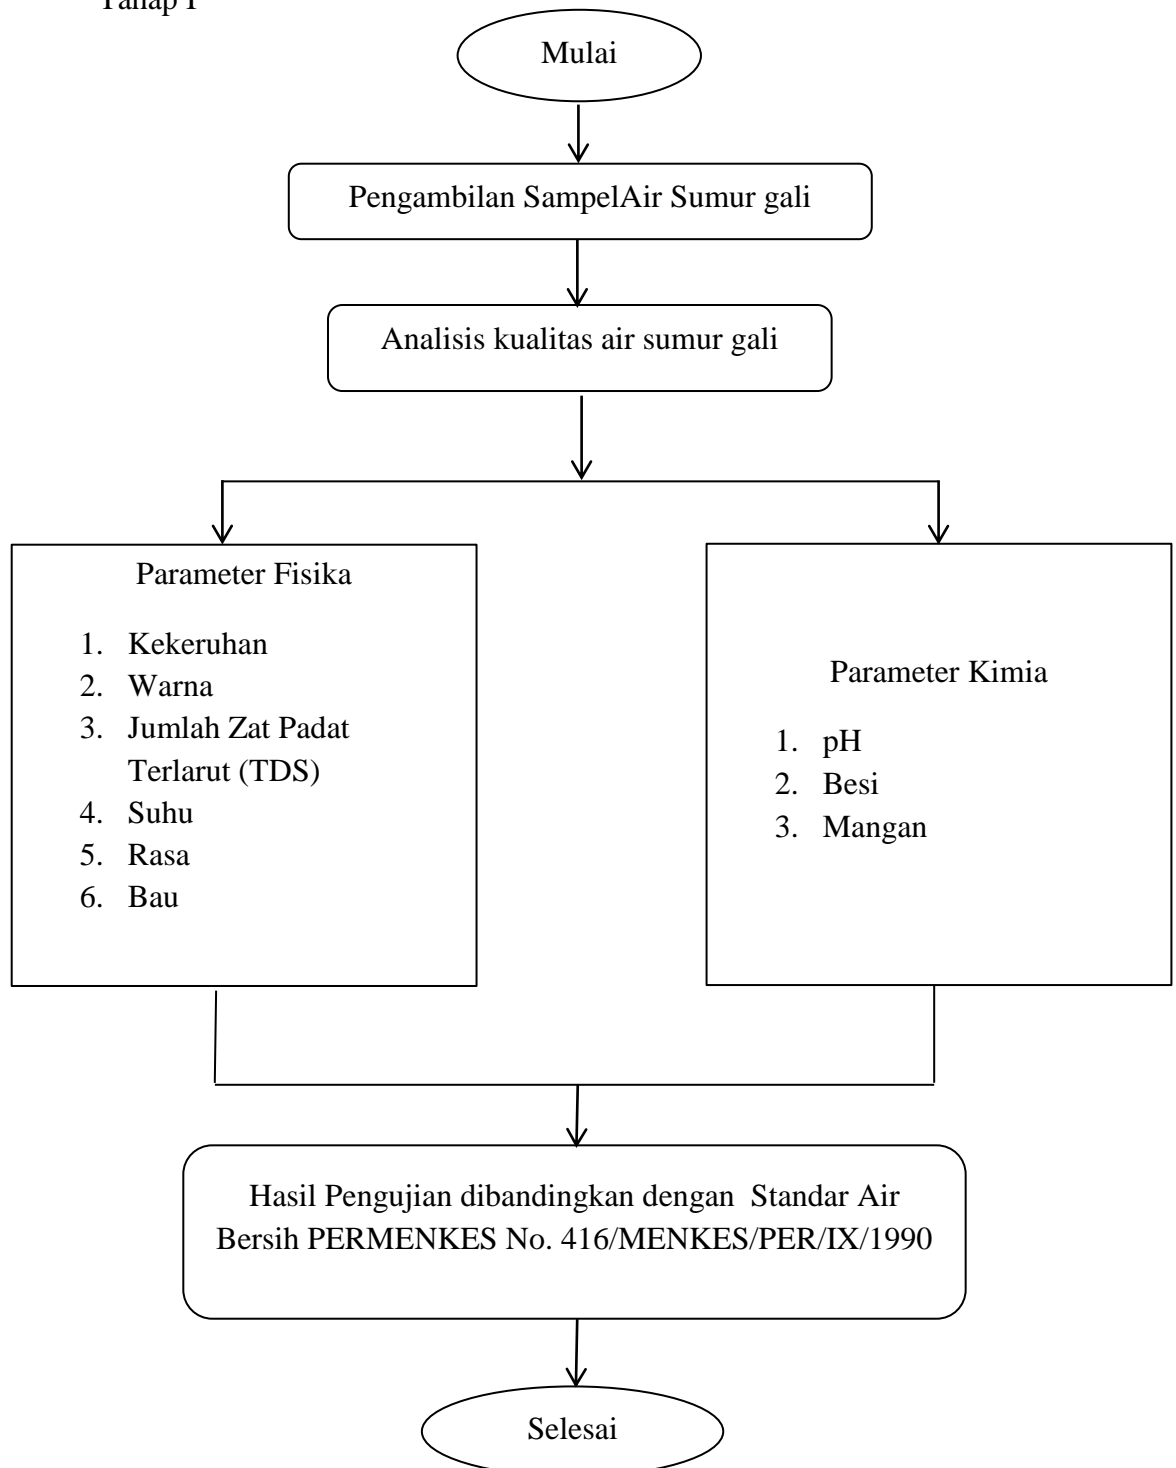 Tahap I
Mulai
Pengambilan SampelAir Sumur gali
Analisis kualitas air sumur gali
Parameter Fisika
1. Kekeruhan
2. Warna
3. Jumlah Zat Padat
Terlarut (TDS)
4. Suhu
5. Rasa
6. Bau
Parameter Kimia
1. pH
2. Besi
3. Mangan
Hasil Pengujian dibandingkan dengan Standar Air
Bersih PERMENKES No. 416/MENKES/PER/IX/1990
Selesai